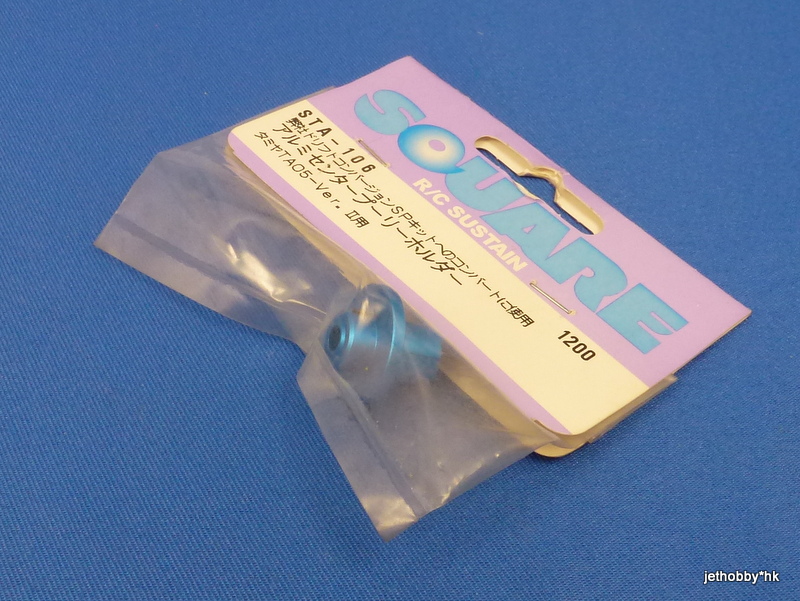 SQUARE
R/C SUSTAIN
STA-106
弊社ドリフトコンバージョンSPキットへのコンバートにご使用
アルミセンタープーリーホルダー
タミヤTA05-Ver.Ⅱ用
1200
jethobby*hk